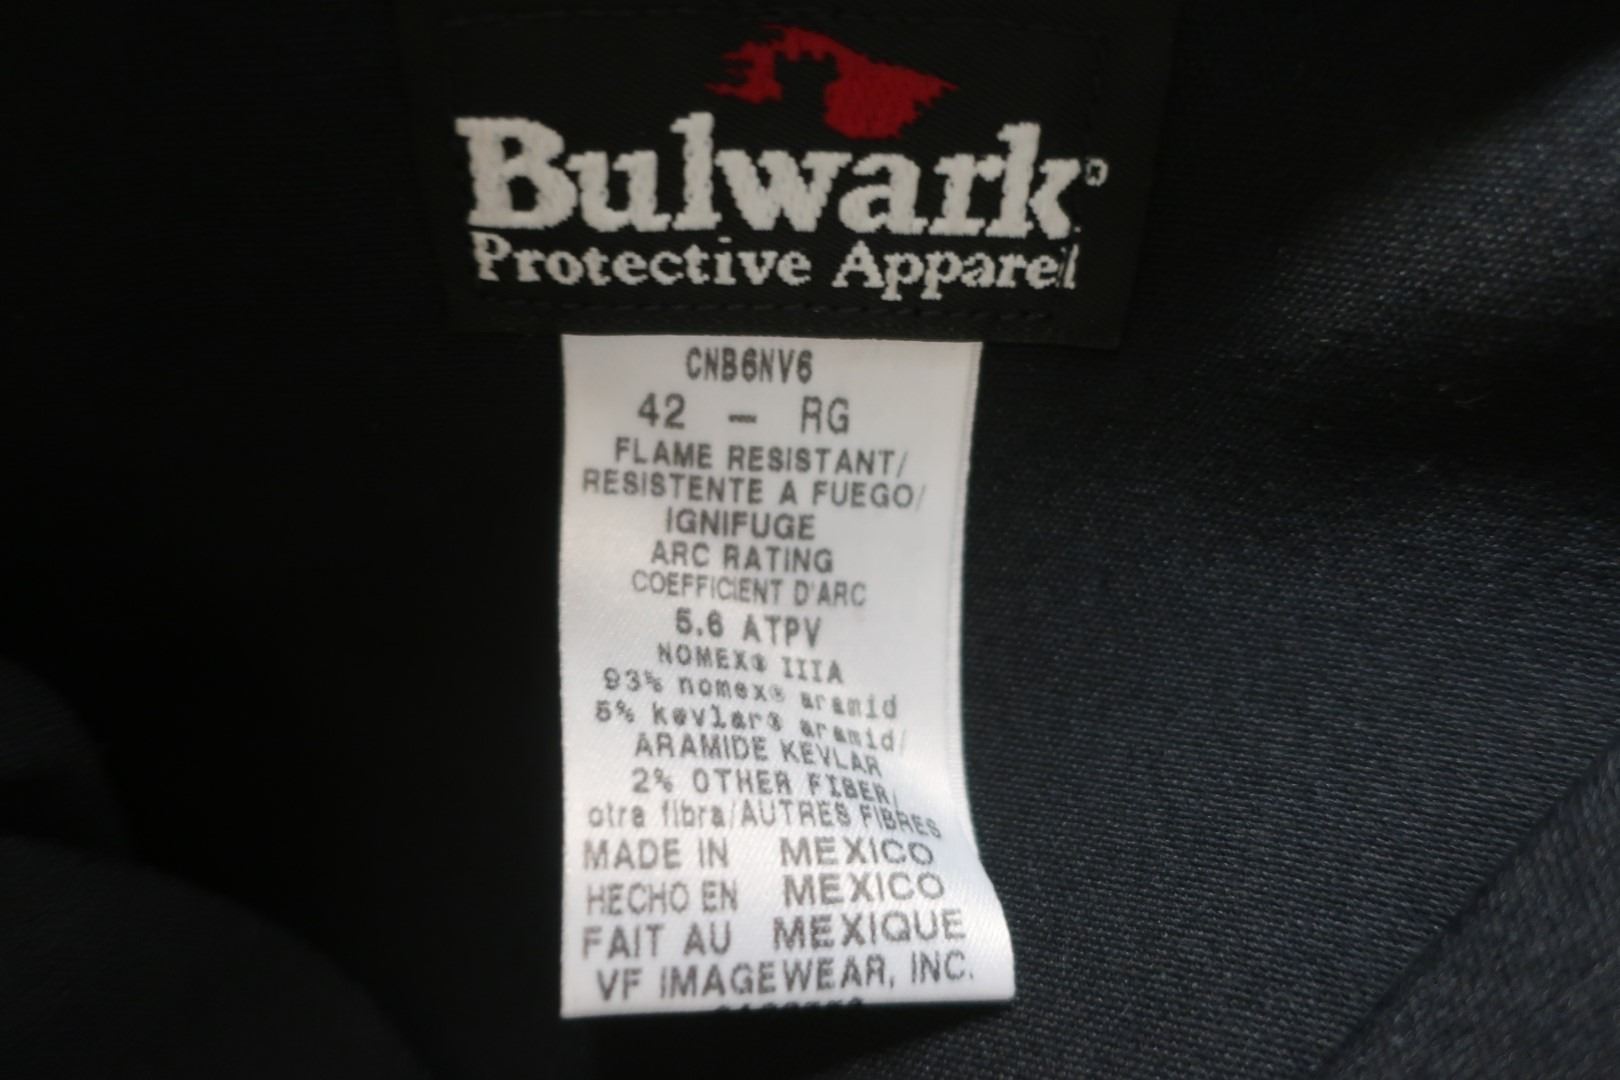 Bulwark®
Protective Apparel
CNB6NV6
42 - RG
FLAME RESISTANT/
RESISTENTE A FUEGO/
IGNIFUGE
ARC RATING
COEFFICIENT D'ARC
5.6 ATPV
NOMEX® IIIA
93% nomex® aramid
5% kevlar® aramid/
ARAMIDE KEVLAR
2% OTHER FIBER/
otra fibra/AUTRES FIBRES
MADE IN MEXICO
HECHO EN MEXICO
FAIT AU MEXIQUE
VF IMAGEWEAR, INC.